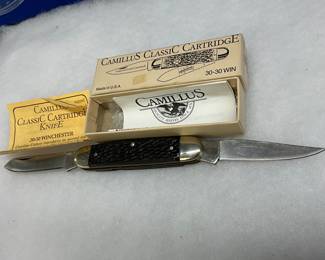 CAMILLUS CLASSIC CARTRIDGE
Made in U.S.A.
30-30 WIN
CAMILLUS
CLASSIC CARTRIDGE
KNIFE
30-30 WINCHESTER
CAMILLUS